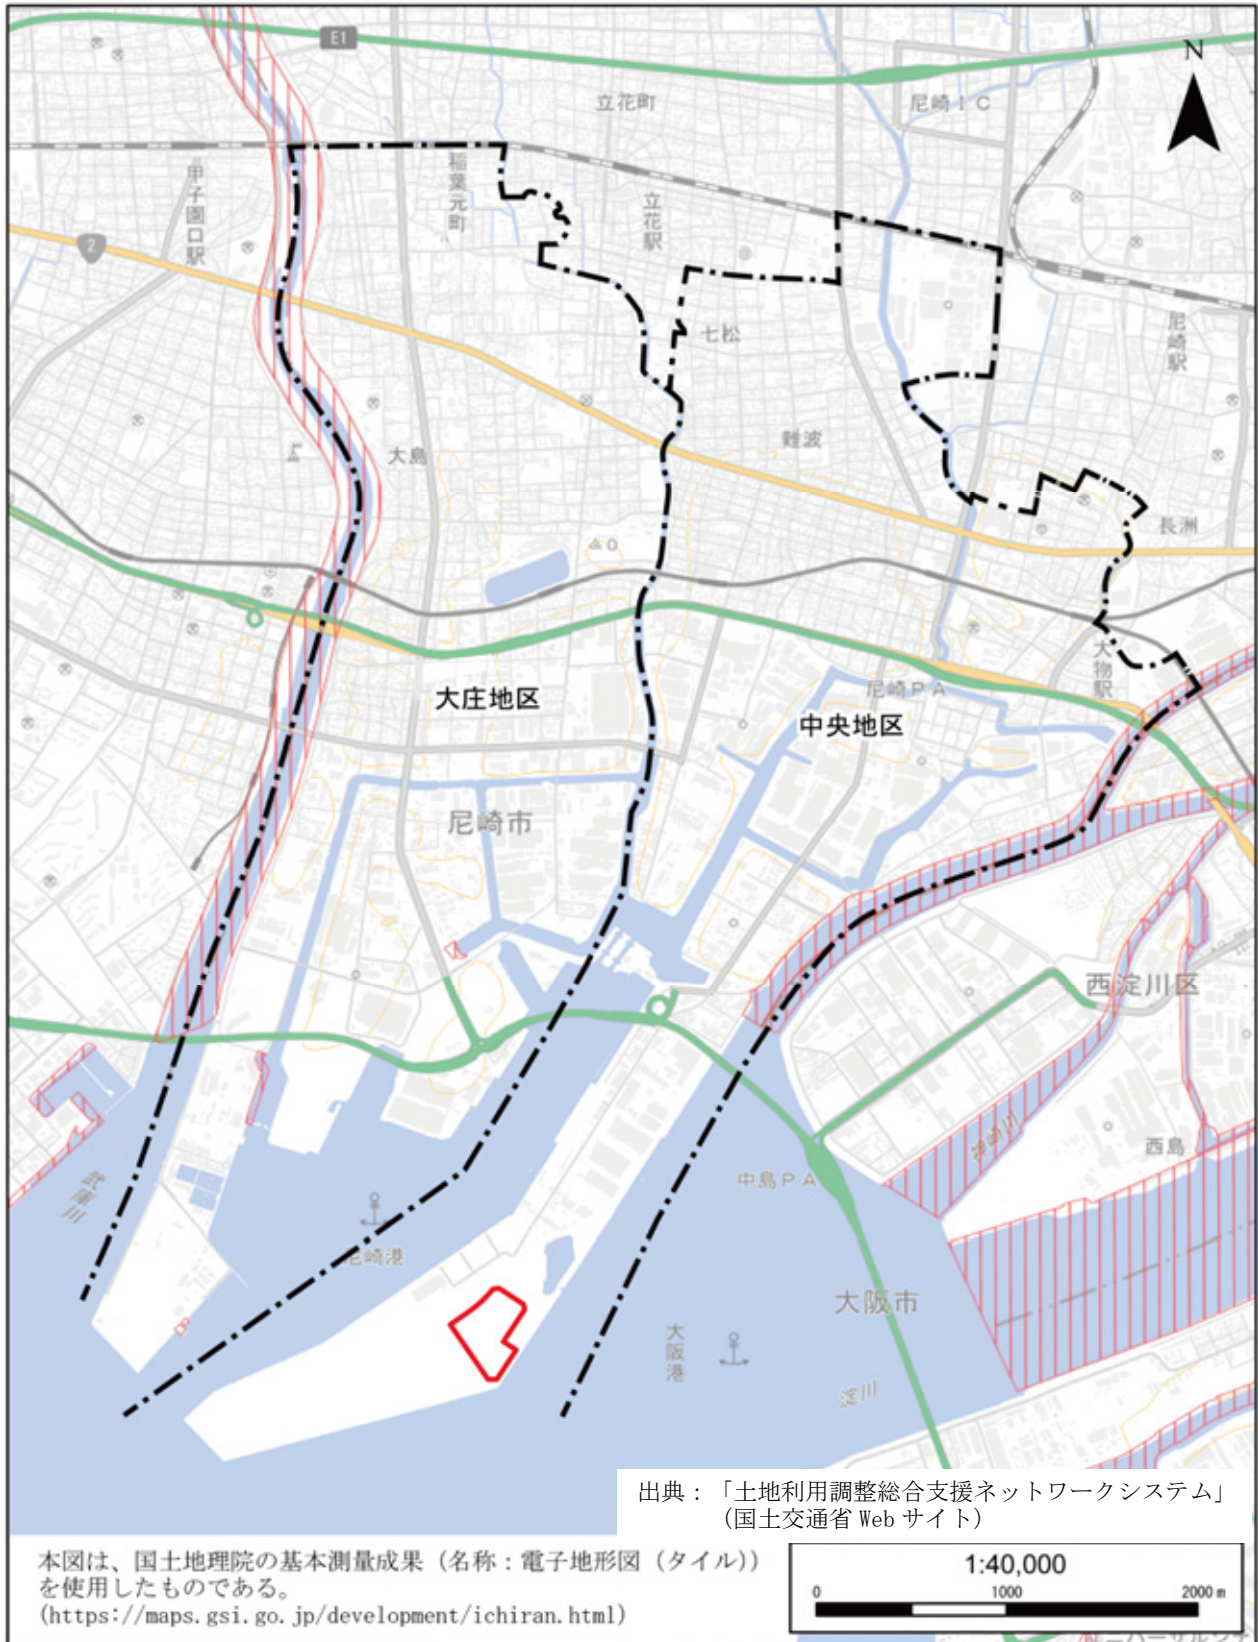 E1
N
立花町
尼崎ＩＣ
甲子園口駅
稲葉元町
立花駅
2
七松
尼崎駅
大島
難波
長洲
大物駅
大庄地区
尼崎ＰＡ
中央地区
尼崎市
西淀川区
武庫川
神崎川
西島
中島ＰＡ
尼崎港
大阪市
大阪港
淀川
出典：「土地利用調整総合支援ネットワークシステム」
（国土交通省 Web サイト）
本図は、国土地理院の基本測量成果（名称：電子地形図（タイル））
を使用したものである。
(https://maps.gsi.go.jp/development/ichiran.html)
1:40,000
0 1000 2000 m